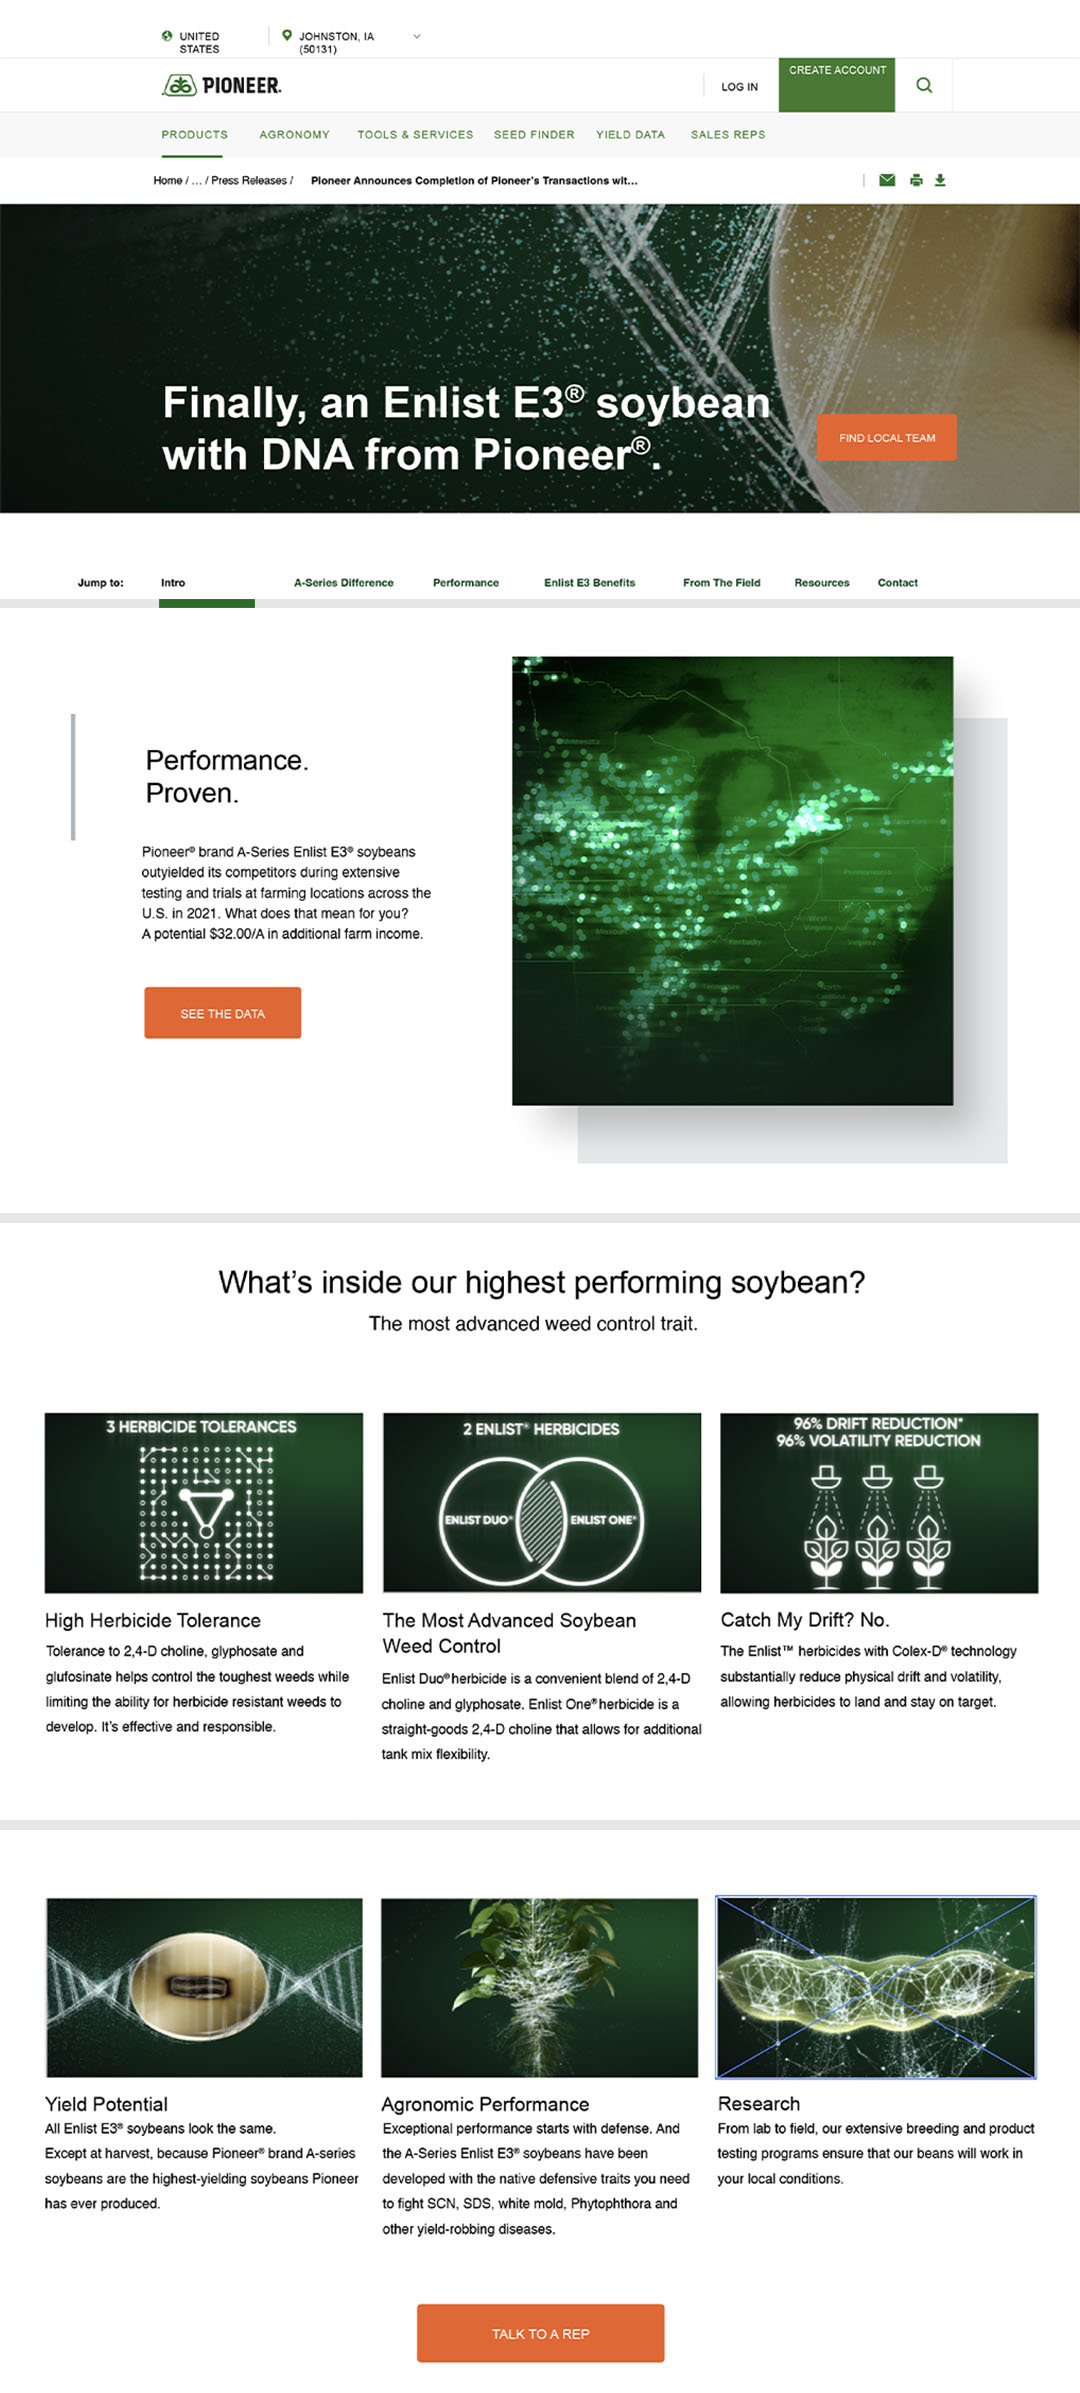 UNITED
STATES
JOHNSTON, IA
(50131)
PIONEER.
LOG IN
CREATE ACCOUNT
PRODUCTS
AGRONOMY
TOOLS & SERVICES
SEED FINDER
YIELD DATA
SALES REPS
Home / ... / Press Releases /
Pioneer Announces Completion of Pioneer's Transactions wit...
Finally, an Enlist E3® soybean
with DNA from Pioneer®.
FIND LOCAL TEAM
Jump to:
Intro
A-Series Difference
Performance
Enlist E3 Benefits
From The Field
Resources
Contact
Performance.
Proven.
Pioneer® brand A-Series Enlist E3® soybeans
outyielded its competitors during extensive
testing and trials at farming locations across the
U.S. in 2021. What does that mean for you?
A potential $32.00/A in additional farm income.
SEE THE DATA
Minnesota
Pennsylvania
West
Virginia
Virginia
Missouri
Kentucky
North
Carolina
South
What's inside our highest performing soybean?
The most advanced weed control trait.
3 HERBICIDE TOLERANCES
High Herbicide Tolerance
Tolerance to 2,4-D choline, glyphosate and
glufosinate helps control the toughest weeds while
limiting the ability for herbicide resistant weeds to
develop. It's effective and responsible.
2 ENLIST® HERBICIDES
ENLIST DUO®
ENLIST ONE®
The Most Advanced Soybean
Weed Control
Enlist Duo® herbicide is a convenient blend of 2,4-D
choline and glyphosate. Enlist One® herbicide is a
straight-goods 2,4-D choline that allows for additional
tank mix flexibility.
96% DRIFT REDUCTION*
96% VOLATILITY REDUCTION
Catch My Drift? No.
The Enlist™ herbicides with Colex-D® technology
substantially reduce physical drift and volatility,
allowing herbicides to land and stay on target.
Yield Potential
All Enlist E3® soybeans look the same.
Except at harvest, because Pioneer® brand A-series
soybeans are the highest-yielding soybeans Pioneer
has ever produced.
Agronomic Performance
Exceptional performance starts with defense. And
the A-Series Enlist E3® soybeans have been
developed with the native defensive traits you need
to fight SCN, SDS, white mold, Phytophthora and
other yield-robbing diseases.
Research
From lab to field, our extensive breeding and product
testing programs ensure that our beans will work in
your local conditions.
TALK TO A REP